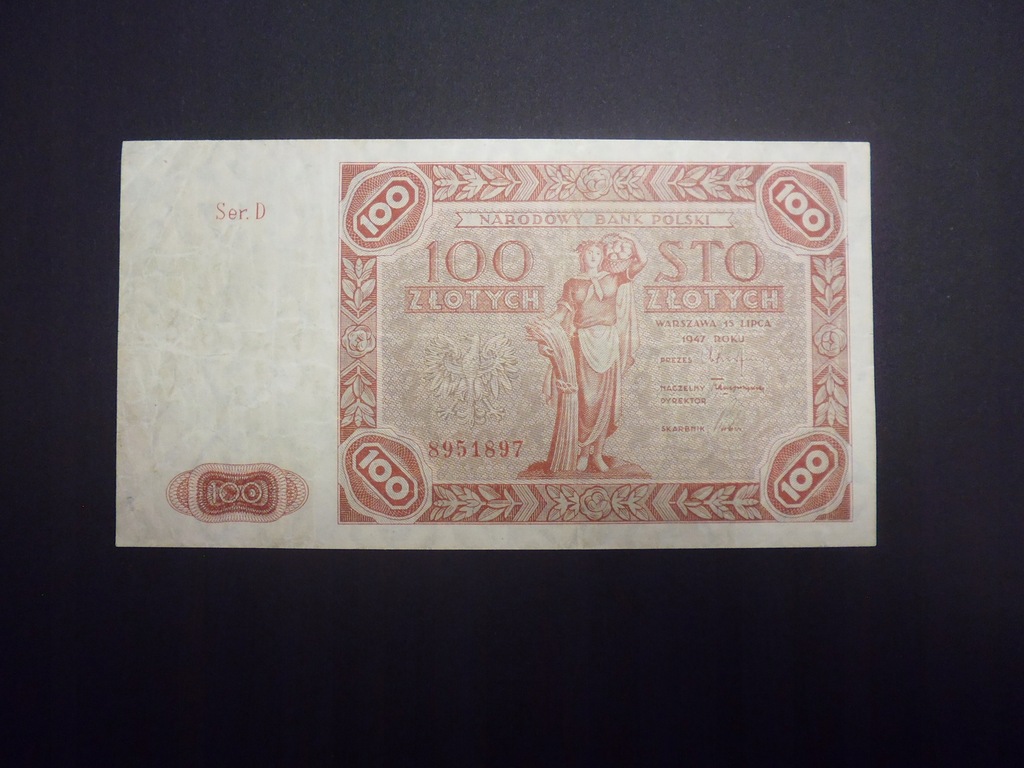 Ser. D
100
100
NARODOWY BANK POLSKI
100 STO
ZŁOTYCH ZŁOTYCH
WARSZAWA 15 LIPCA
1947 ROKU
PREZES
NACZELNY
DYREKTOR
SKARBNIK
8951897
100
100
100